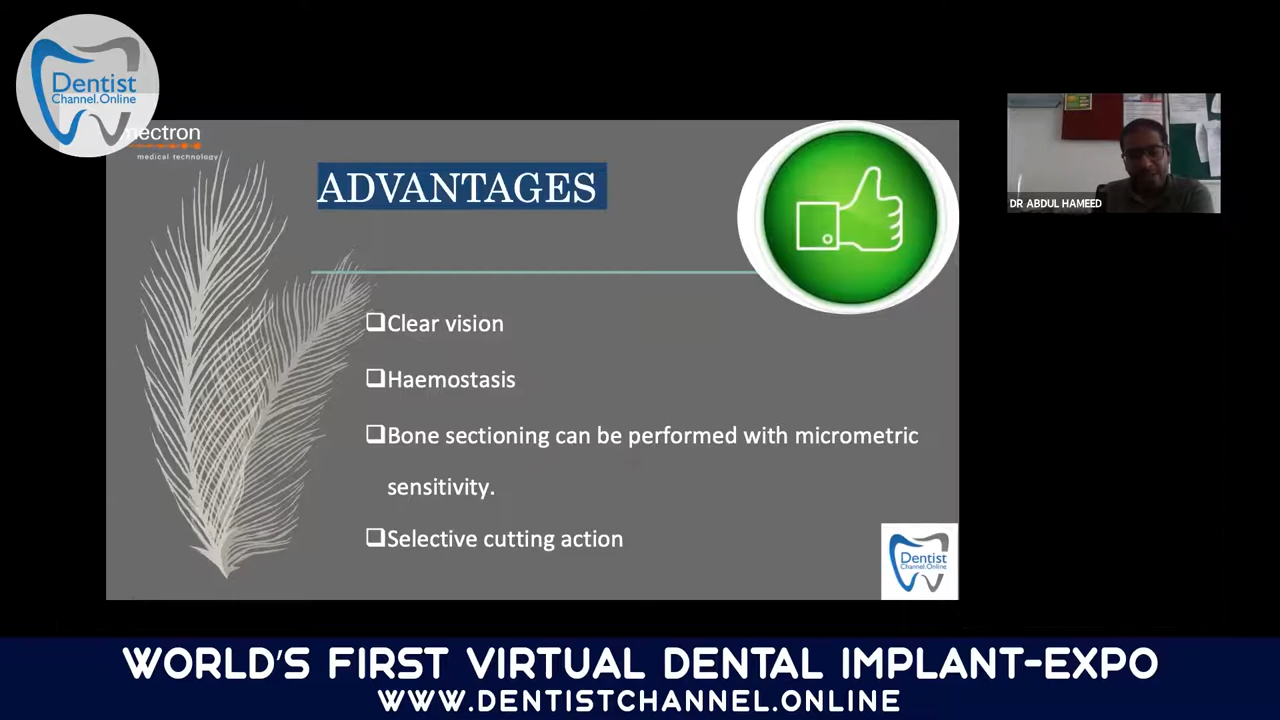 Dentist
Channel.Online
mectron
medical technology
ADVANTAGES
DR ABDUL HAMEED
❑Clear vision
❑Haemostasis
❑Bone sectioning can be performed with micrometric
sensitivity.
❑Selective cutting action
Dentist
Channel.Online
WORLD'S FIRST VIRTUAL DENTAL IMPLANT-EXPO
WWW.DENTISTCHANNEL.ONLINE